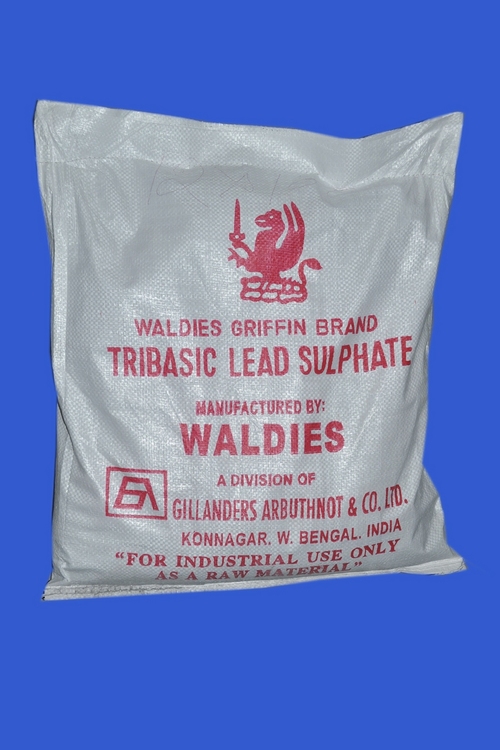 WALDIES GRIFFIN BRAND
TRIBASIC LEAD SULPHATE
MANUFACTURED BY:
WALDIES
A DIVISION OF
GILLANDERS ARBUTHNOT & CO. LTD.
KONNAGAR. W. BENGAL. INDIA
"FOR INDUSTRIAL USE ONLY
AS A RAW MATERIAL"